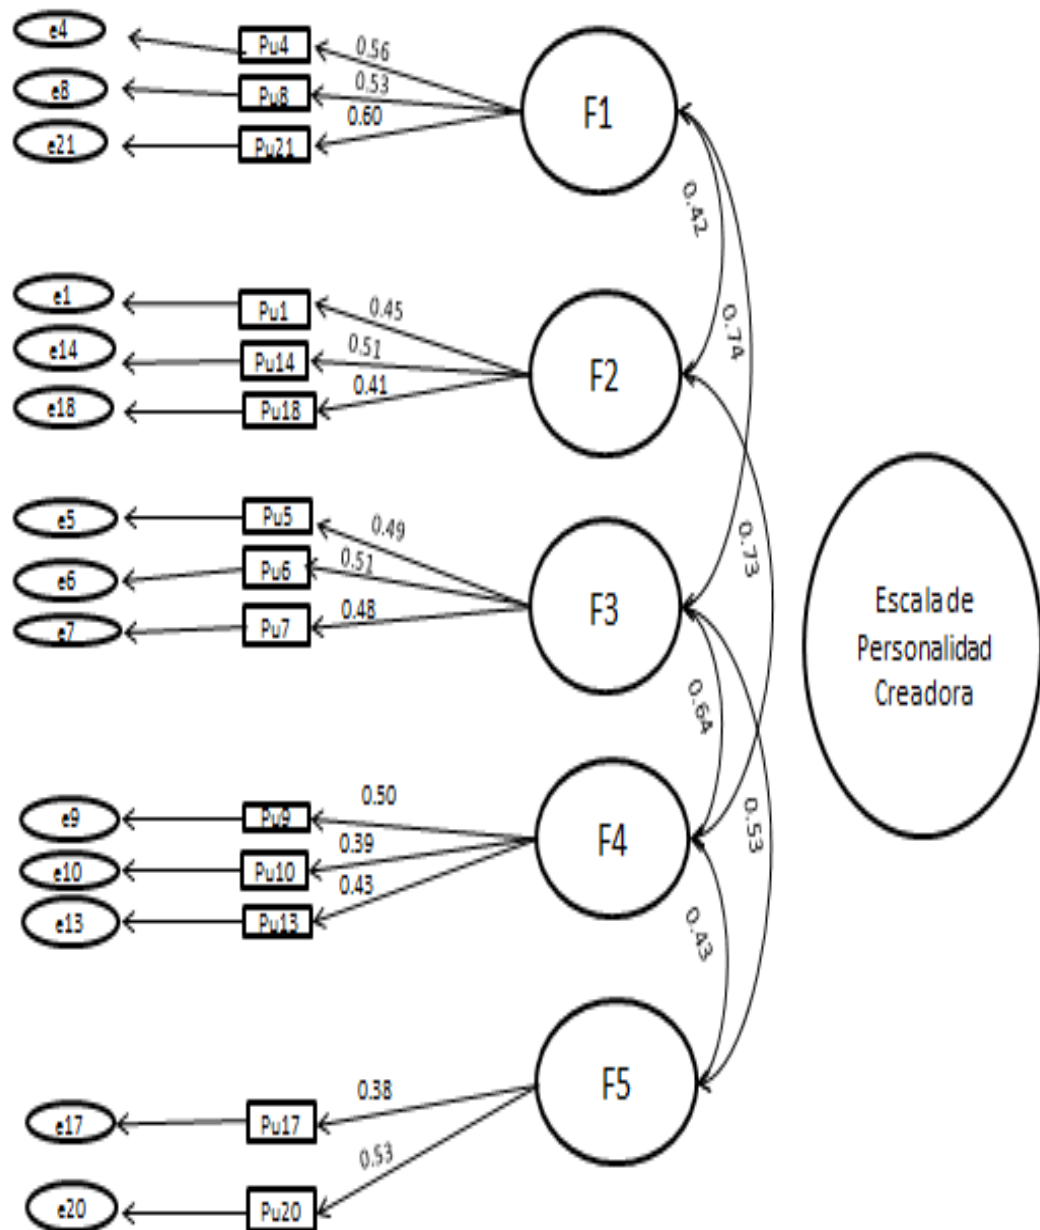 e4
Pu4
0.56
e8
Pu8
0.53
e21
Pu21
0.60
F1
0.42
0.74
e1
Pu1
0.45
e14
Pu14
0.51
e18
Pu18
0.41
F2
0.73
e5
Pu5
0.49
e6
Pu6
0.51
e7
Pu7
0.48
F3
0.64
0.53
Escala de
Personalidad
Creadora
e9
Pu9
0.50
e10
Pu10
0.39
e13
Pu13
0.43
F4
0.43
e17
Pu17
0.38
e20
Pu20
0.53
F5